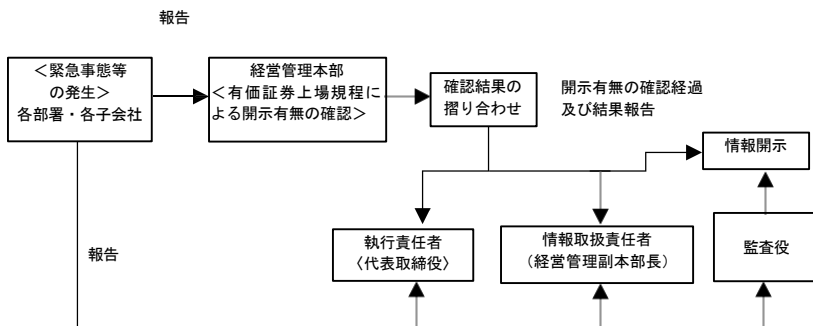 報告
＜緊急事態等
の発生＞
各部署・各子会社
経営管理本部
＜有価証券上場規程に
よる開示有無の確認＞
確認結果の
摺り合わせ
開示有無の確認経過
及び結果報告
情報開示
報告
執行責任者
〈代表取締役〉
情報取扱責任者
（経営管理副本部長）
監査役